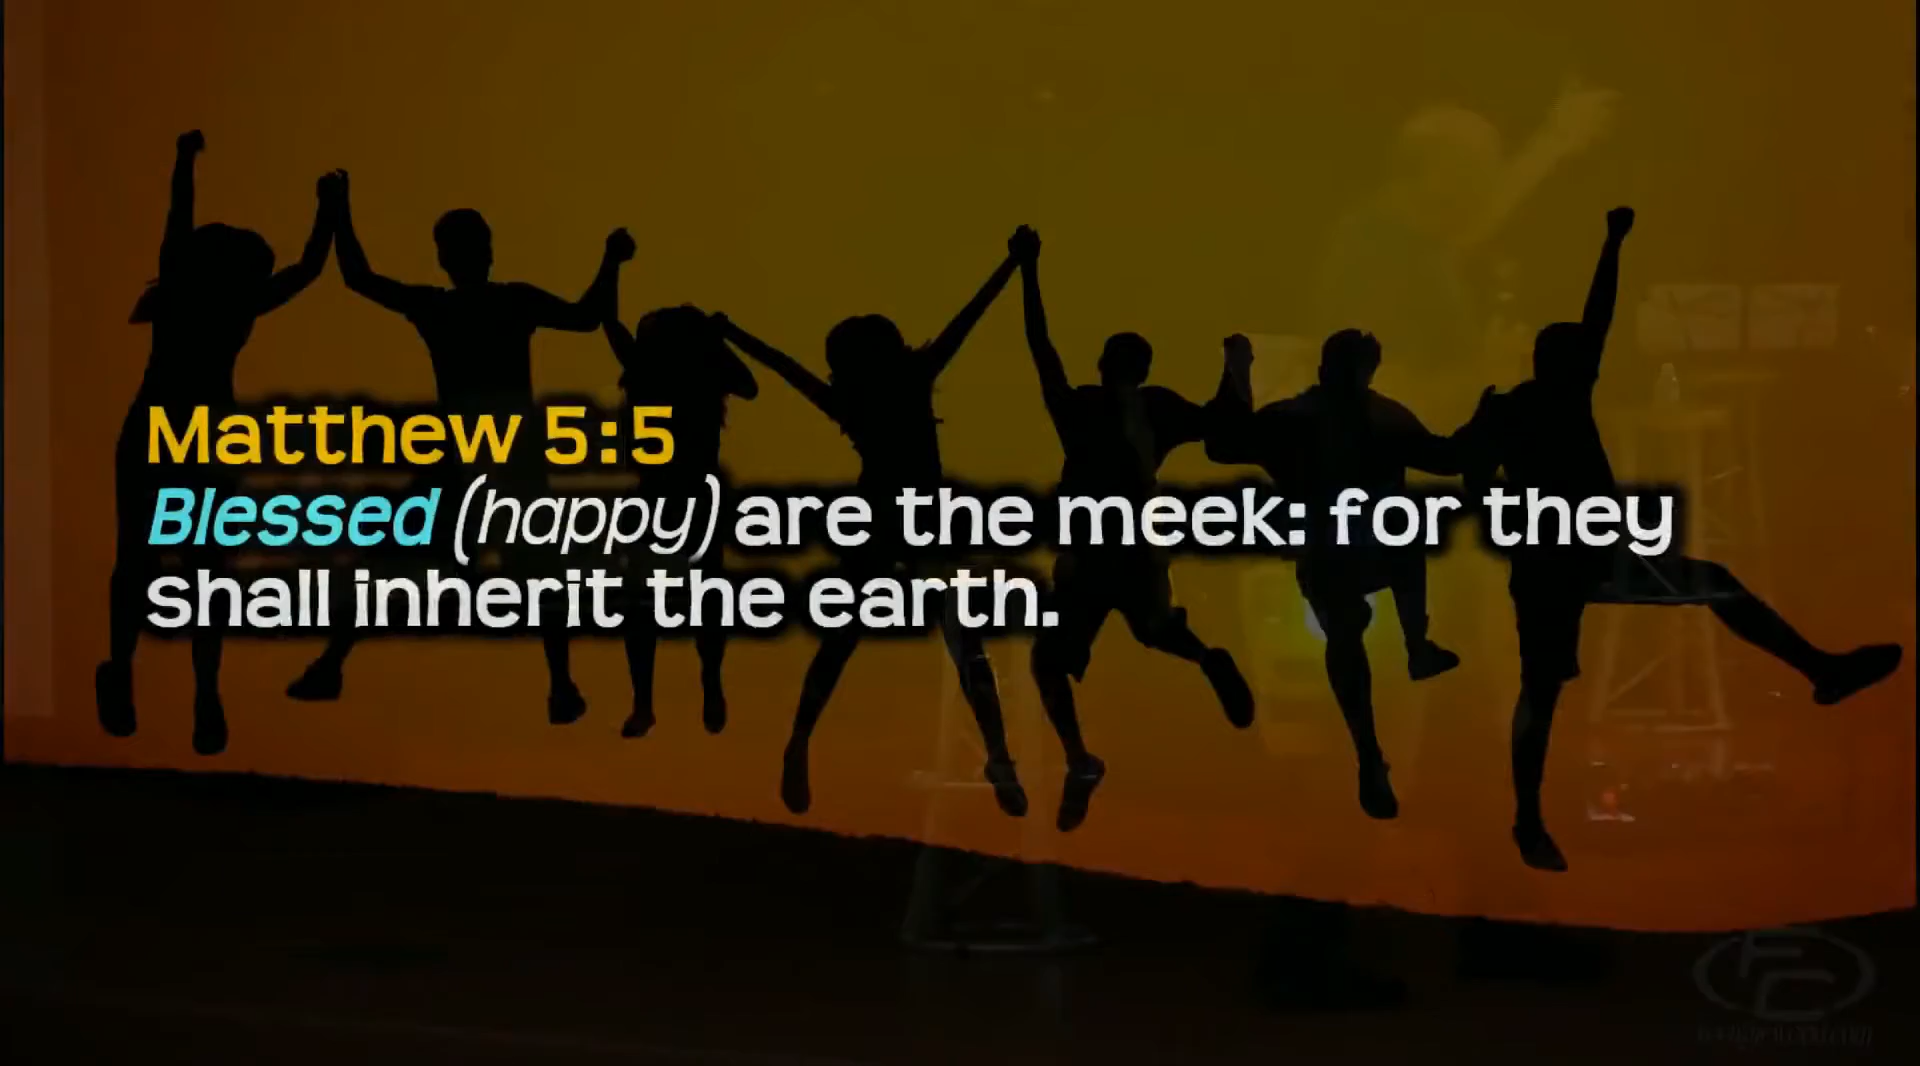 Matthew 5:5
Blessed (happy) are the meek: for they
shall inherit the earth.